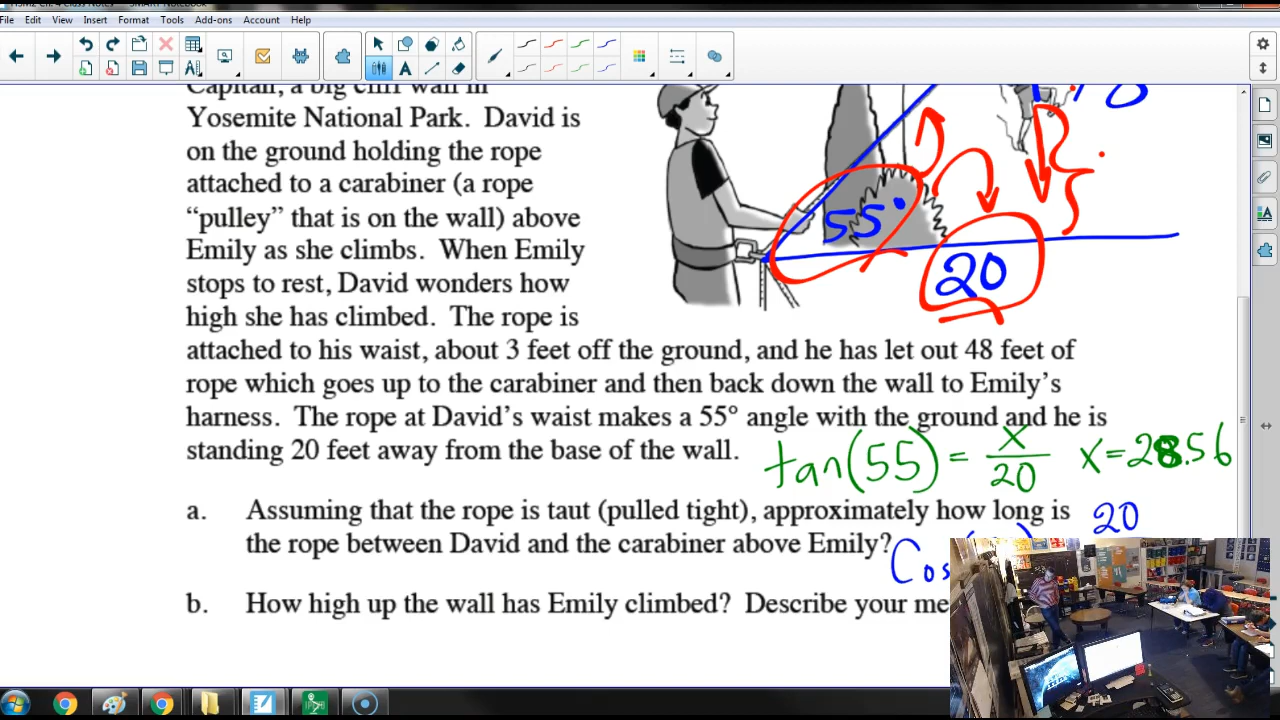 File Edit View Insert Format Tools Add-ons Account Help
Yosemite National Park. David is
on the ground holding the rope
attached to a carabiner (a rope
“pulley” that is on the wall) above
Emily as she climbs. When Emily
stops to rest, David wonders how
high she has climbed. The rope is
attached to his waist, about 3 feet off the ground, and he has let out 48 feet of
rope which goes up to the carabiner and then back down the wall to Emily’s
harness. The rope at David’s waist makes a 55° angle with the ground and he is
standing 20 feet away from the base of the wall.
55°
20
tan(55) = x/20 x=28.56
a. Assuming that the rope is taut (pulled tight), approximately how long is
the rope between David and the carabiner above Emily?
20
Cos
b. How high up the wall has Emily climbed? Describe your me